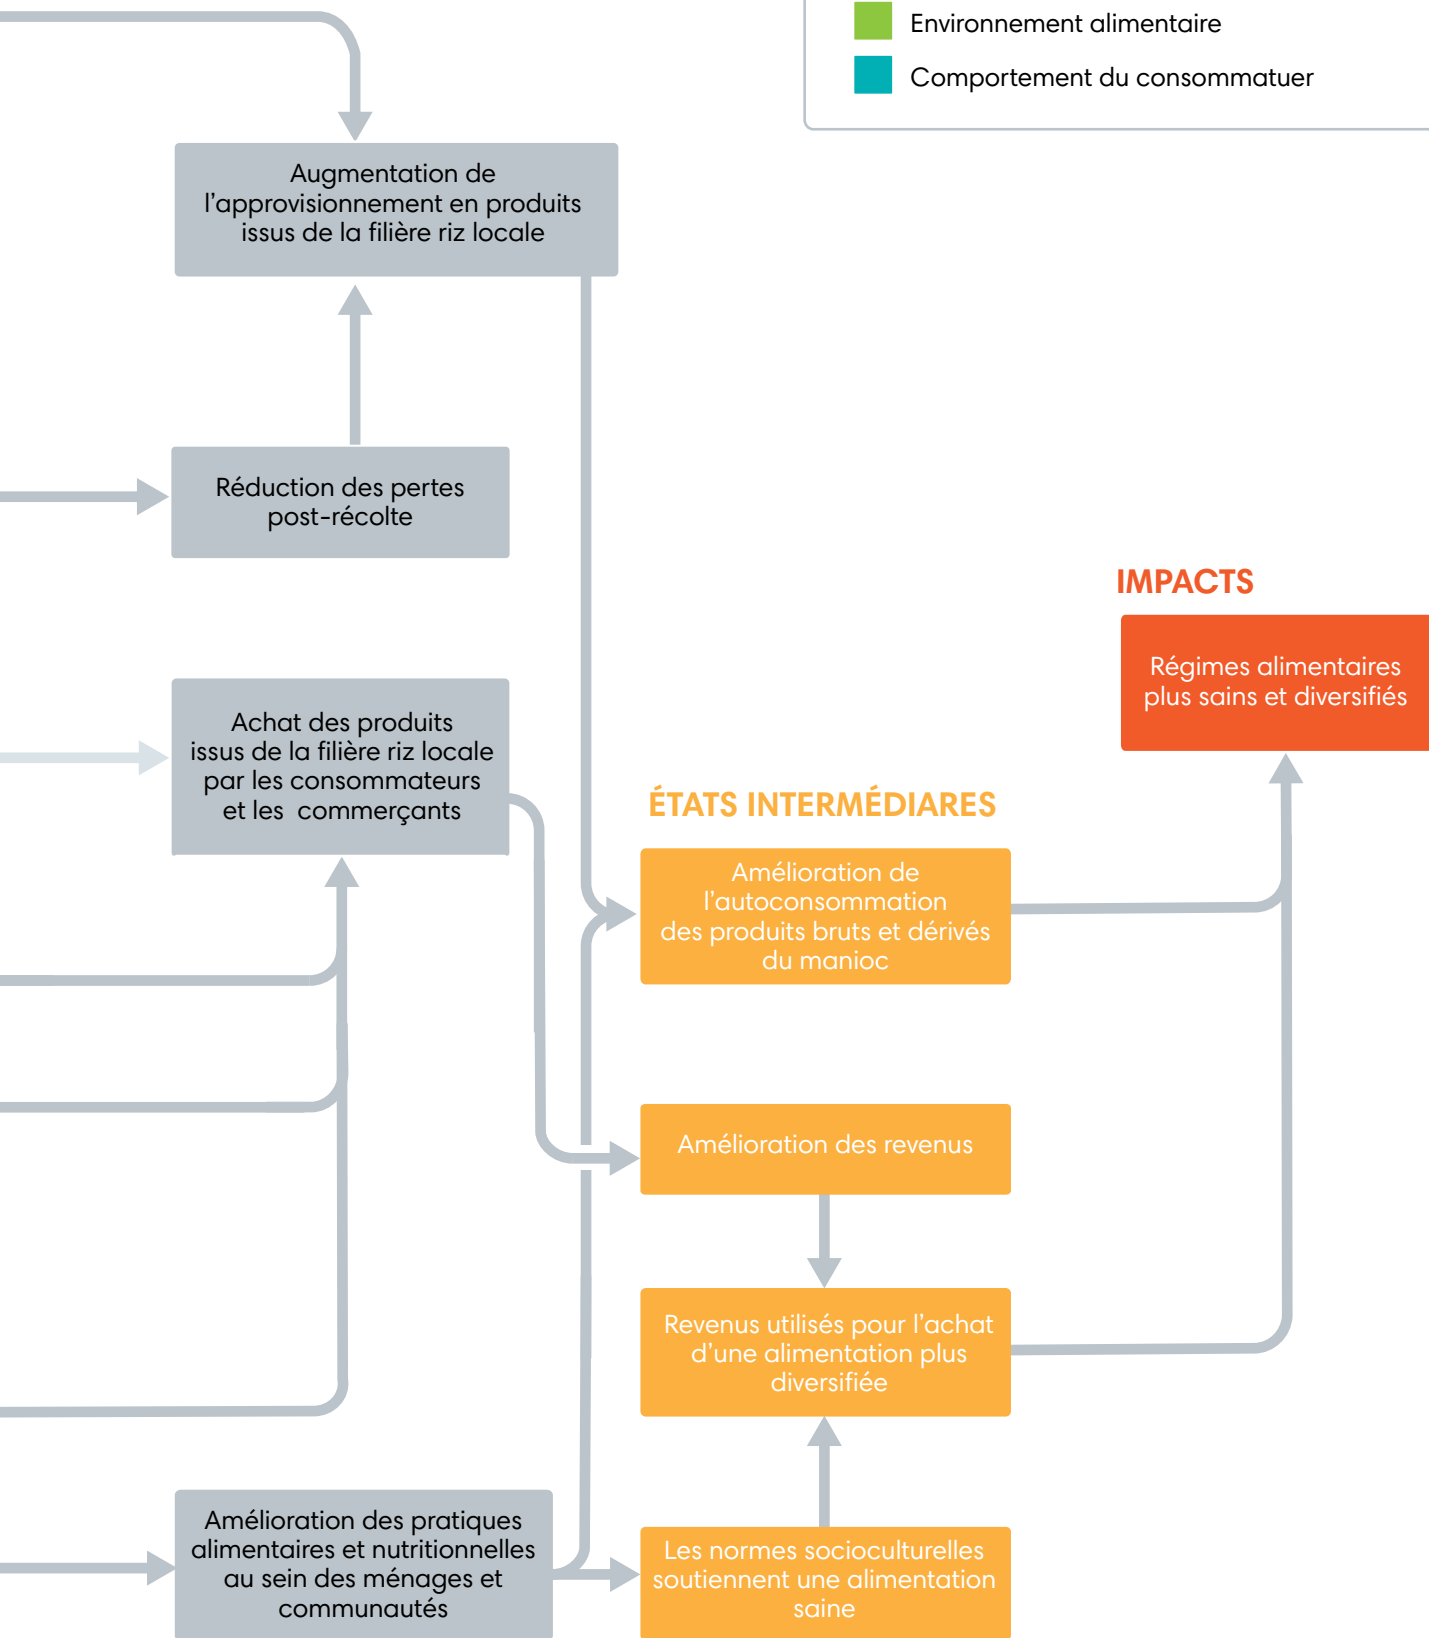 Environnement alimentaire
Comportement du consommatuer
Augmentation de
l'approvisionnement en produits
issus de la filière riz locale
Réduction des pertes
post-récolte
IMPACTS
Régimes alimentaires
plus sains et diversifiés
Achat des produits
issus de la filière riz locale
par les consommateurs
et les commerçants
ÉTATS INTERMÉDIARES
Amélioration de
l'autoconsommation
des produits bruts et dérivés
du manioc
Amélioration des revenus
Revenus utilisés pour l'achat
d'une alimentation plus
diversifiée
Amélioration des pratiques
alimentaires et nutritionnelles
au sein des ménages et
communautés
Les normes socioculturelles
soutiennent une alimentation
saine